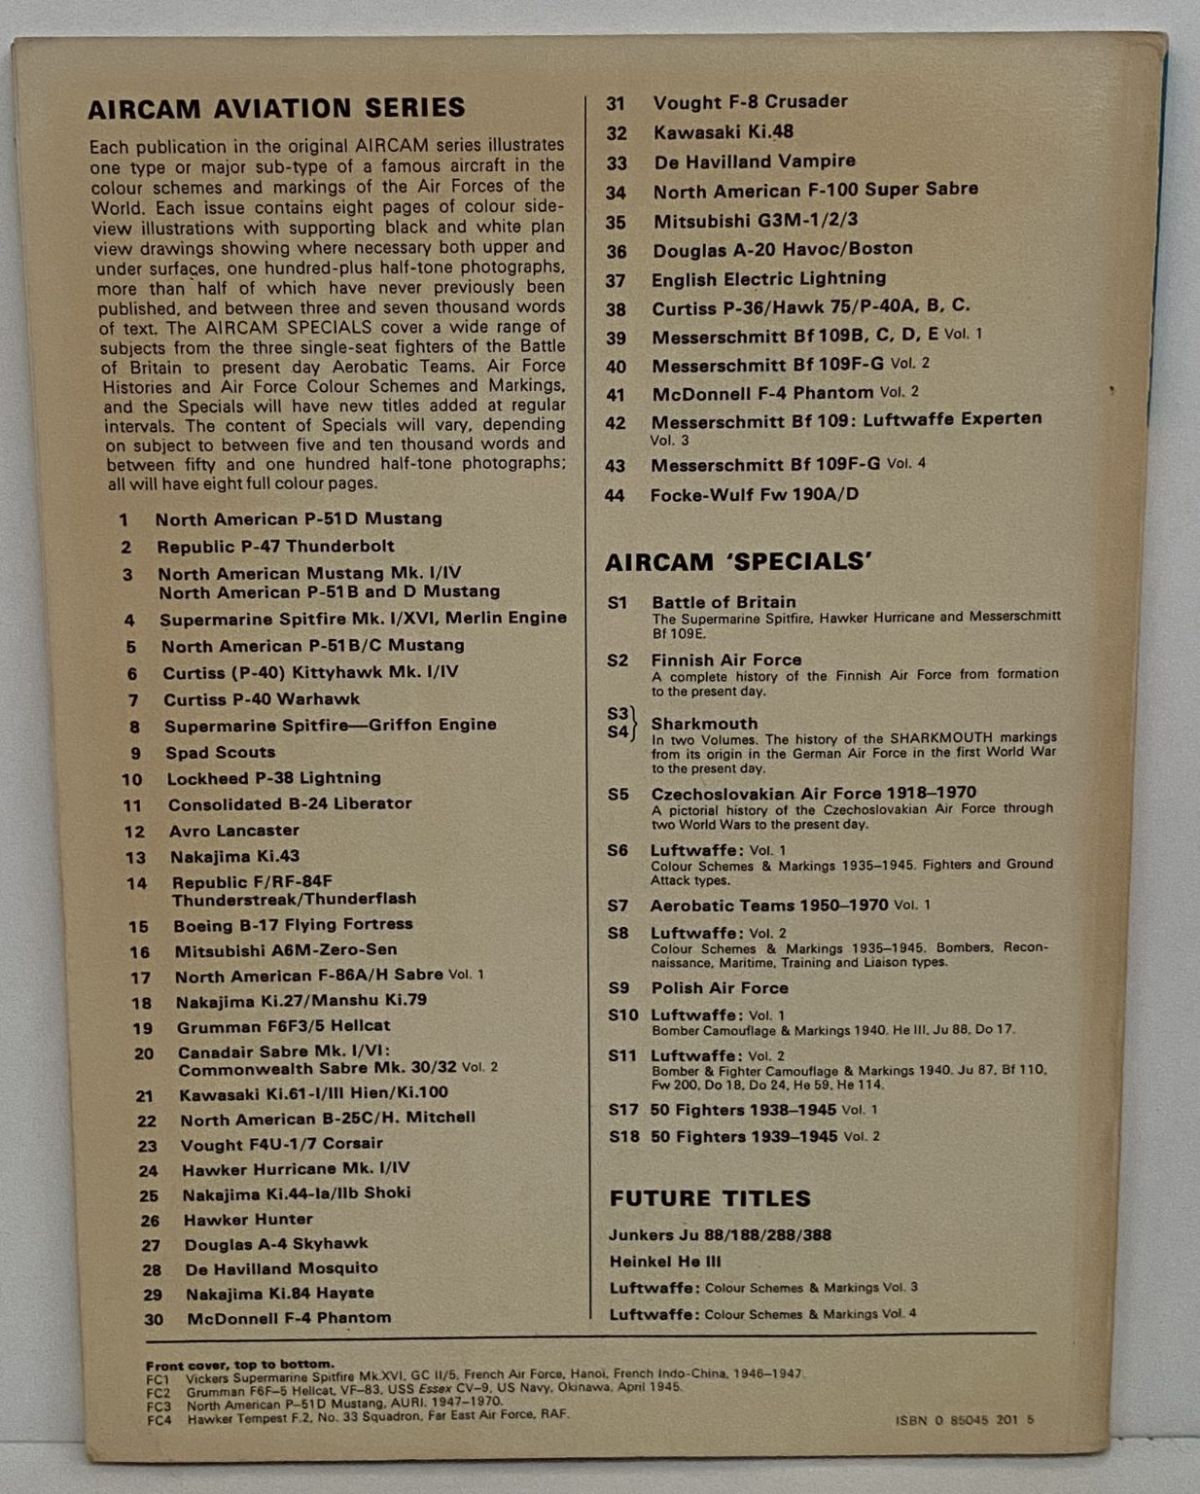 AIRCAM AVIATION SERIES
Each publication in the original AIRCAM series illustrates
one type or major sub-type of a famous aircraft in the
colour schemes and markings of the Air Forces of the
World. Each issue contains eight pages of colour side-
view illustrations with supporting black and white plan
view drawings showing where necessary both upper and
under surfaces, one hundred-plus half-tone photographs,
more than half of which have never previously been
published, and between three and seven thousand words
of text. The AIRCAM SPECIALS cover a wide range of
subjects from the three single-seat fighters of the Battle
of Britain to present day Aerobatic Teams. Air Force
Histories and Air Force Colour Schemes and Markings,
and the Specials will have new titles added at regular
intervals. The content of Specials will vary, depending
on subject to between five and ten thousand words and
between fifty and one hundred half-tone photographs;
all will have eight full colour pages.
1 North American P-51D Mustang
2 Republic P-47 Thunderbolt
3 North American Mustang Mk. I/IV
North American P-51B and D Mustang
4 Supermarine Spitfire Mk. I/XVI, Merlin Engine
5 North American P-51B/C Mustang
6 Curtiss (P-40) Kittyhawk Mk. I/IV
7 Curtiss P-40 Warhawk
8 Supermarine Spitfire—Griffon Engine
9 Spad Scouts
10 Lockheed P-38 Lightning
11 Consolidated B-24 Liberator
12 Avro Lancaster
13 Nakajima Ki.43
14 Republic F/RF-84F
Thunderstreak/Thunderflash
15 Boeing B-17 Flying Fortress
16 Mitsubishi A6M-Zero-Sen
17 North American F-86A/H Sabre Vol. 1
18 Nakajima Ki.27/Manshu Ki.79
19 Grumman F6F3/5 Hellcat
20 Canadair Sabre Mk. I/VI:
Commonwealth Sabre Mk. 30/32 Vol. 2
21 Kawasaki Ki.61-I/III Hien/Ki.100
22 North American B-25C/H. Mitchell
23 Vought F4U-1/7 Corsair
24 Hawker Hurricane Mk. I/IV
25 Nakajima Ki.44-Ia/IIb Shoki
26 Hawker Hunter
27 Douglas A-4 Skyhawk
28 De Havilland Mosquito
29 Nakajima Ki.84 Hayate
30 McDonnell F-4 Phantom
31 Vought F-8 Crusader
32 Kawasaki Ki.48
33 De Havilland Vampire
34 North American F-100 Super Sabre
35 Mitsubishi G3M-1/2/3
36 Douglas A-20 Havoc/Boston
37 English Electric Lightning
38 Curtiss P-36/Hawk 75/P-40A, B, C.
39 Messerschmitt Bf 109B, C, D, E Vol. 1
40 Messerschmitt Bf 109F-G Vol. 2
41 McDonnell F-4 Phantom Vol. 2
42 Messerschmitt Bf 109: Luftwaffe Experten
Vol. 3
43 Messerschmitt Bf 109F-G Vol. 4
44 Focke-Wulf Fw 190A/D
AIRCAM 'SPECIALS'
S1 Battle of Britain
The Supermarine Spitfire, Hawker Hurricane and Messerschmitt
Bf 109E.
S2 Finnish Air Force
A complete history of the Finnish Air Force from formation
to the present day.
S3}
S4} Sharkmouth
In two Volumes. The history of the SHARKMOUTH markings
from its origin in the German Air Force in the first World War
to the present day.
S5 Czechoslovakian Air Force 1918–1970
A pictorial history of the Czechoslovakian Air Force through
two World Wars to the present day.
S6 Luftwaffe: Vol. 1
Colour Schemes & Markings 1935–1945. Fighters and Ground
Attack types.
S7 Aerobatic Teams 1950–1970 Vol. 1
S8 Luftwaffe: Vol. 2
Colour Schemes & Markings 1935–1945. Bombers, Recon-
naissance, Maritime, Training and Liaison types.
S9 Polish Air Force
S10 Luftwaffe: Vol. 1
Bomber Camouflage & Markings 1940. He III, Ju 88, Do 17.
S11 Luftwaffe: Vol. 2
Bomber & Fighter Camouflage & Markings 1940. Ju 87, Bf 110,
Fw 200, Do 18, Do 24, He 59, He 114.
S17 50 Fighters 1938–1945 Vol. 1
S18 50 Fighters 1939–1945 Vol. 2
FUTURE TITLES
Junkers Ju 88/188/288/388
Heinkel He III
Luftwaffe: Colour Schemes & Markings Vol. 3
Luftwaffe: Colour Schemes & Markings Vol. 4
Front cover, top to bottom.
FC1 Vickers Supermarine Spitfire Mk.XVI, GC II/5, French Air Force, Hanoi, French Indo-China, 1946–1947.
FC2 Grumman F6F–5 Hellcat, VF–83, USS Essex CV–9, US Navy, Okinawa, April 1945.
FC3 North American P–51D Mustang, AURI. 1947–1970.
FC4 Hawker Tempest F.2, No. 33 Squadron, Far East Air Force, RAF.
ISBN 0 85045 201 5